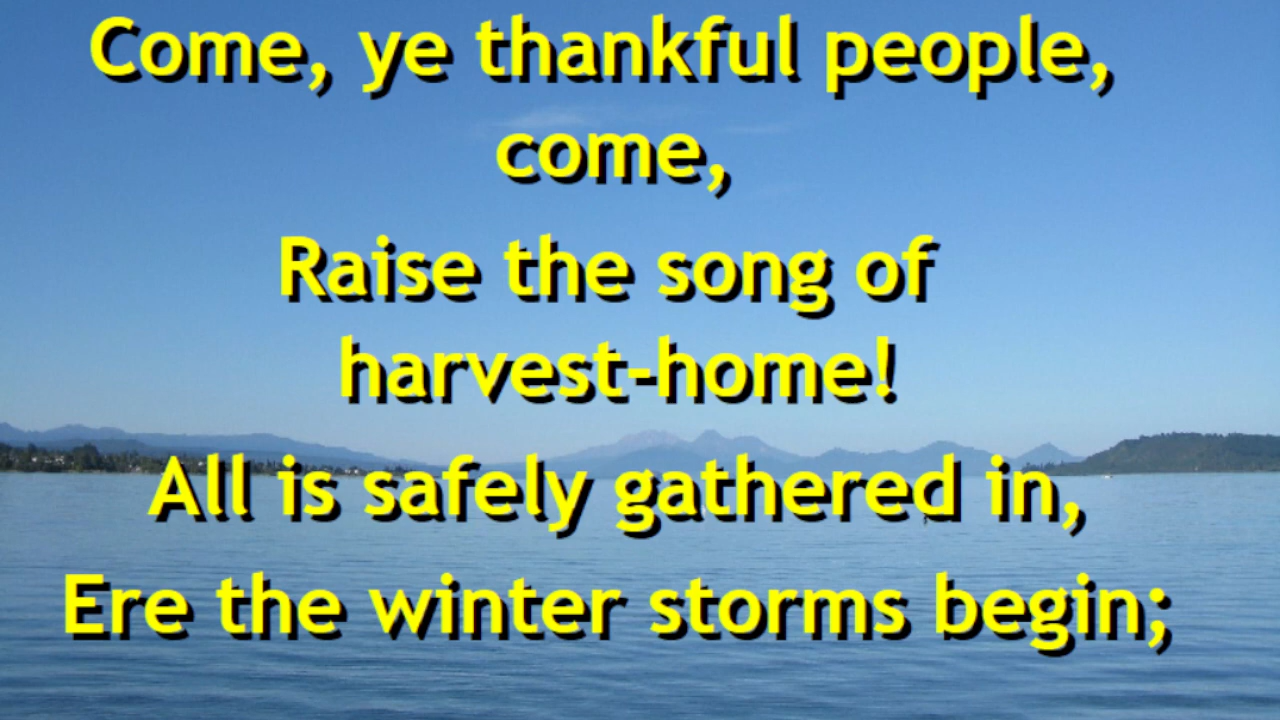 Come, ye thankful people,
come,
Raise the song of
harvest-home!
All is safely gathered in,
Ere the winter storms begin;